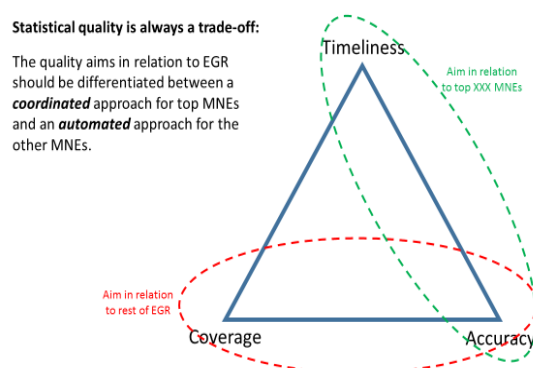 Statistical quality is always a trade-off:
The quality aims in relation to EGR
should be differentiated between a
coordinated approach for top MNEs
and an automated approach for the
other MNEs.
Timeliness
Aim in relation
to top XXX MNEs
Aim in relation
to rest of EGR
Coverage
Accuracy